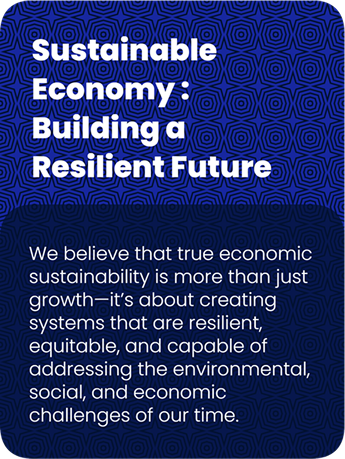 Sustainable
Economy :
Building a
Resilient Future
We believe that true economic
sustainability is more than just
growth—it's about creating
systems that are resilient,
equitable, and capable of
addressing the environmental,
social, and economic
challenges of our time.